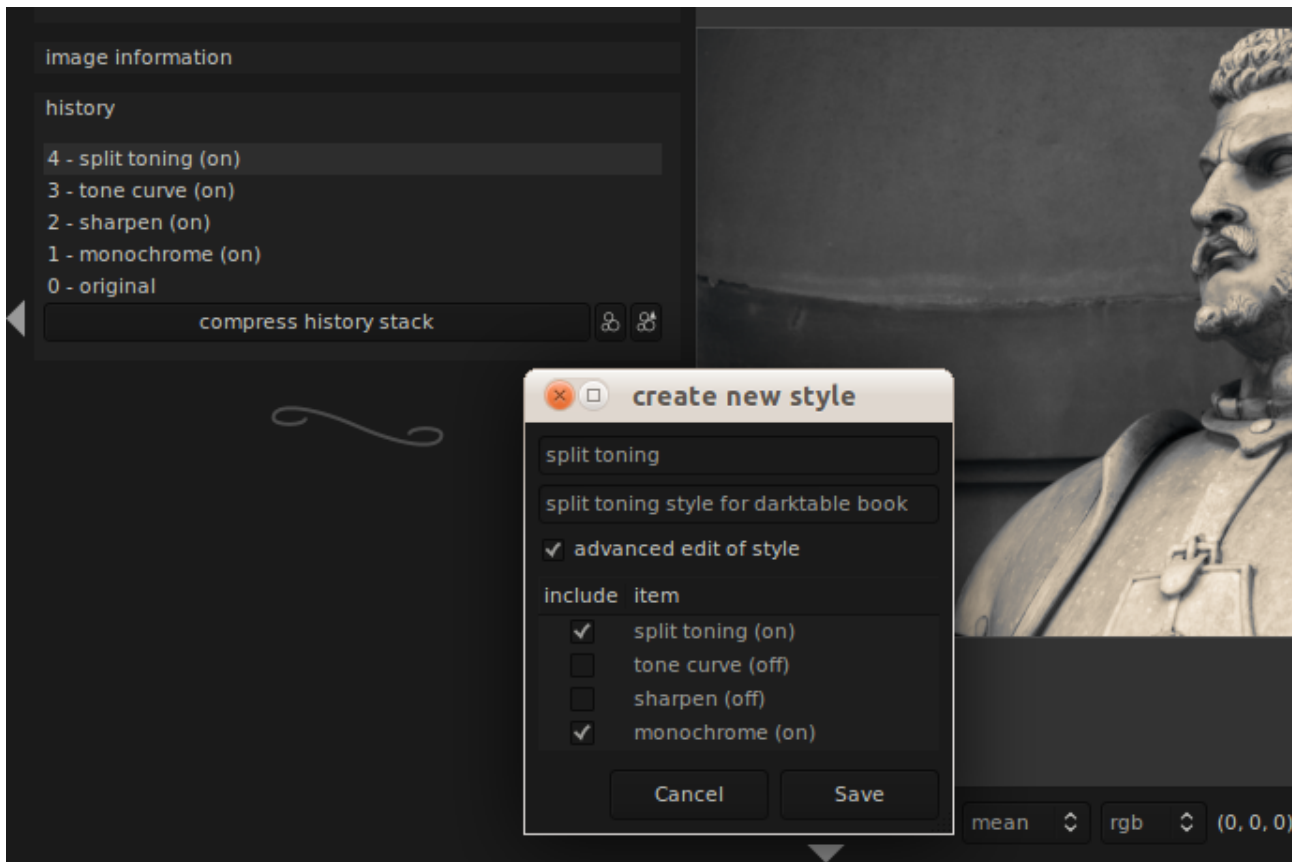 image information
history
4 - split toning (on)
3 - tone curve (on)
2 - sharpen (on)
1 - monochrome (on)
0 - original
compress history stack
create new style
split toning
split toning style for darktable book
advanced edit of style
include item
split toning (on)
tone curve (off)
sharpen (off)
monochrome (on)
Cancel Save
mean rgb (0, 0, 0)